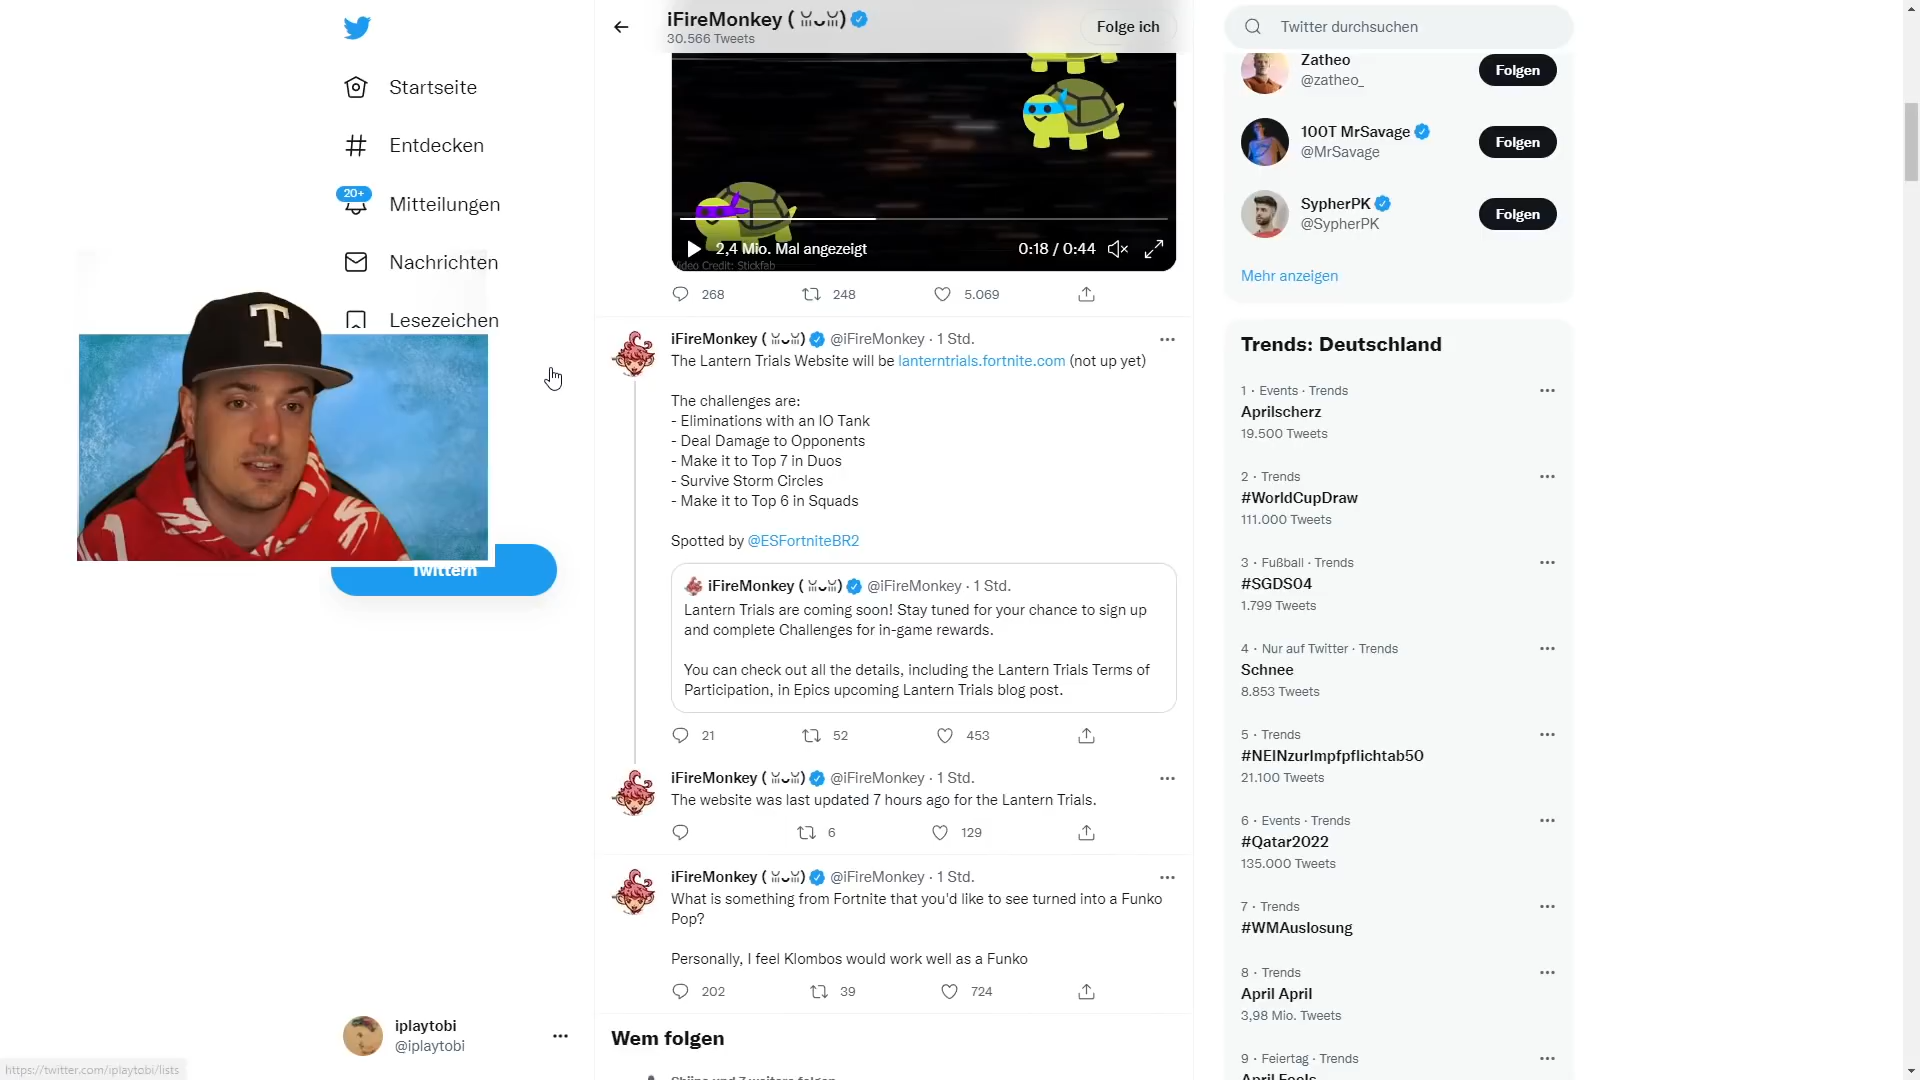 Startseite
Entdecken
20+
Mitteilungen
Nachrichten
Lesezeichen
T
Twittern
iplaytobi
@iplaytobi
https://twitter.com/iplaytobi/lists
iFireMonkey
30.566 Tweets
Folge ich
2,4 Mio. Mal angezeigt
0:18 / 0:44
Video Credit: Stickfab
268
248
5.069
iFireMonkey @iFireMonkey · 1 Std.
The Lantern Trials Website will be lanterntrials.fortnite.com (not up yet)
The challenges are:
- Eliminations with an IO Tank
- Deal Damage to Opponents
- Make it to Top 7 in Duos
- Survive Storm Circles
- Make it to Top 6 in Squads
Spotted by @ESFortniteBR2
iFireMonkey @iFireMonkey · 1 Std.
Lantern Trials are coming soon! Stay tuned for your chance to sign up
and complete Challenges for in-game rewards.
You can check out all the details, including the Lantern Trials Terms of
Participation, in Epics upcoming Lantern Trials blog post.
21
52
453
iFireMonkey @iFireMonkey · 1 Std.
The website was last updated 7 hours ago for the Lantern Trials.
6
129
iFireMonkey @iFireMonkey · 1 Std.
What is something from Fortnite that you'd like to see turned into a Funko
Pop?
Personally, I feel Klombos would work well as a Funko
202
39
724
Wem folgen
Twitter durchsuchen
Zatheo
@zatheo_
Folgen
100T MrSavage
@MrSavage
Folgen
SypherPK
@SypherPK
Folgen
Mehr anzeigen
Trends: Deutschland
1 · Events · Trends
Aprilscherz
19.500 Tweets
2 · Trends
#WorldCupDraw
111.000 Tweets
3 · Fußball · Trends
#SGDS04
1.799 Tweets
4 · Nur auf Twitter · Trends
Schnee
8.853 Tweets
5 · Trends
#NEINzurImpfpflichtab50
21.100 Tweets
6 · Events · Trends
#Qatar2022
135.000 Tweets
7 · Trends
#WMAuslosung
8 · Trends
April April
3,98 Mio. Tweets
9 · Feiertag · Trends
April Fools